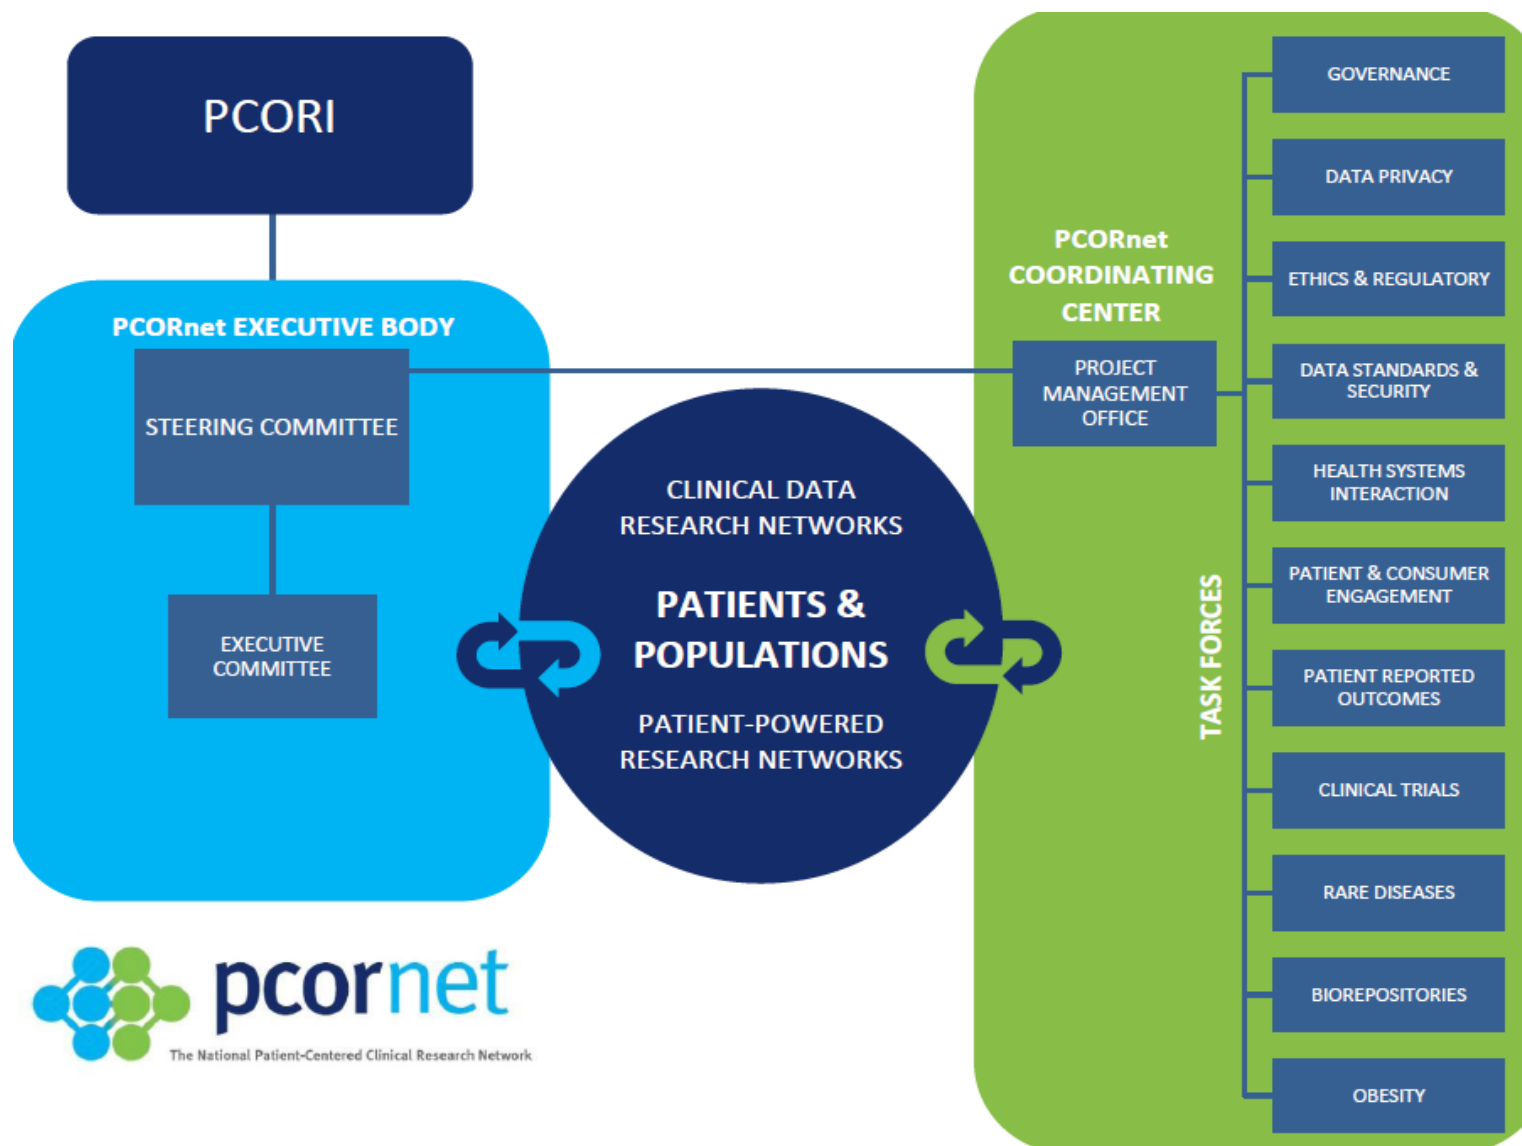 PCORI
PCORnet EXECUTIVE BODY
STEERING COMMITTEE
EXECUTIVE
COMMITTEE
CLINICAL DATA
RESEARCH NETWORKS
PATIENTS &
POPULATIONS
PATIENT-POWERED
RESEARCH NETWORKS
PCORnet
COORDINATING
CENTER
PROJECT
MANAGEMENT
OFFICE
TASK FORCES
GOVERNANCE
DATA PRIVACY
ETHICS & REGULATORY
DATA STANDARDS &
SECURITY
HEALTH SYSTEMS
INTERACTION
PATIENT & CONSUMER
ENGAGEMENT
PATIENT REPORTED
OUTCOMES
CLINICAL TRIALS
RARE DISEASES
BIOREPOSITORIES
OBESITY
pcornet
The National Patient-Centered Clinical Research Network